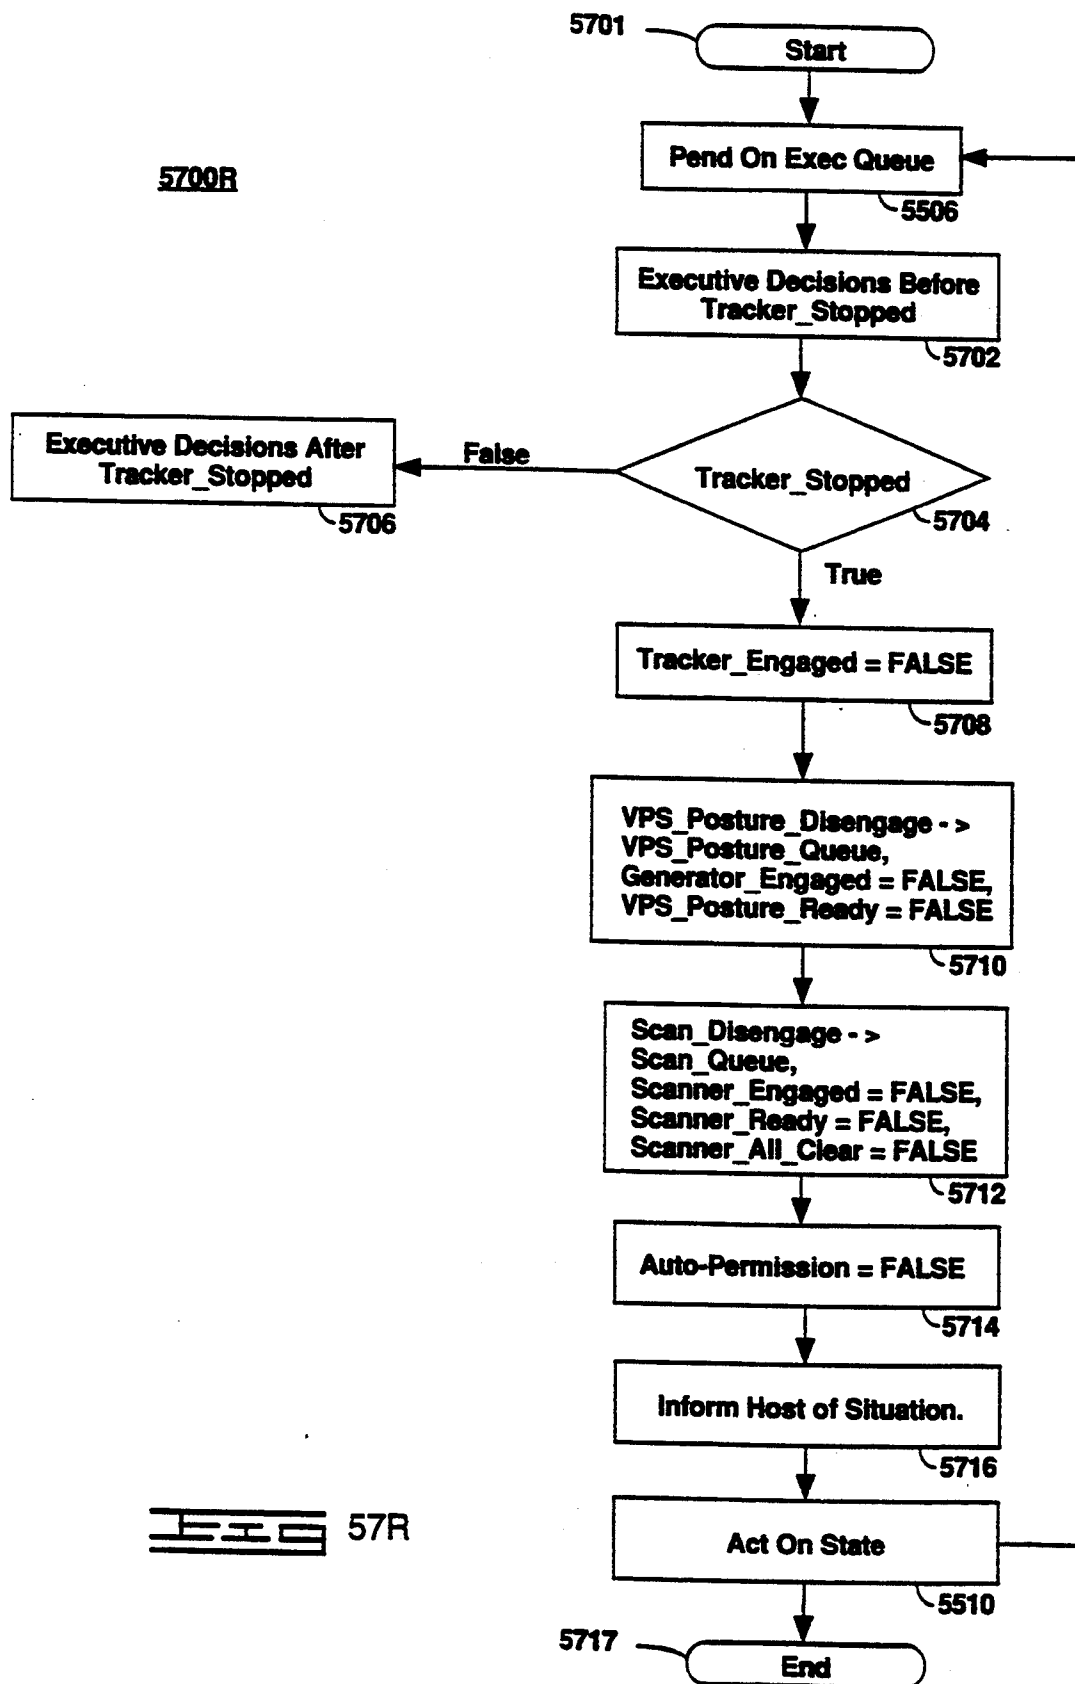 5701
Start
Pend On Exec Queue
5506
5700R
Executive Decisions Before
Tracker_Stopped
5702
Executive Decisions After
Tracker_Stopped
5706
False
Tracker_Stopped
5704
True
Tracker_Engaged = FALSE
5708
VPS_Posture_Disengage - >
VPS_Posture_Queue,
Generator_Engaged = FALSE,
VPS_Posture_Ready = FALSE
5710
Scan_Disengage - >
Scan_Queue,
Scanner_Engaged = FALSE,
Scanner_Ready = FALSE,
Scanner_All_Clear = FALSE
5712
Auto-Permission = FALSE
5714
Inform Host of Situation.
5716
FIG 57R
Act On State
5510
5717
End